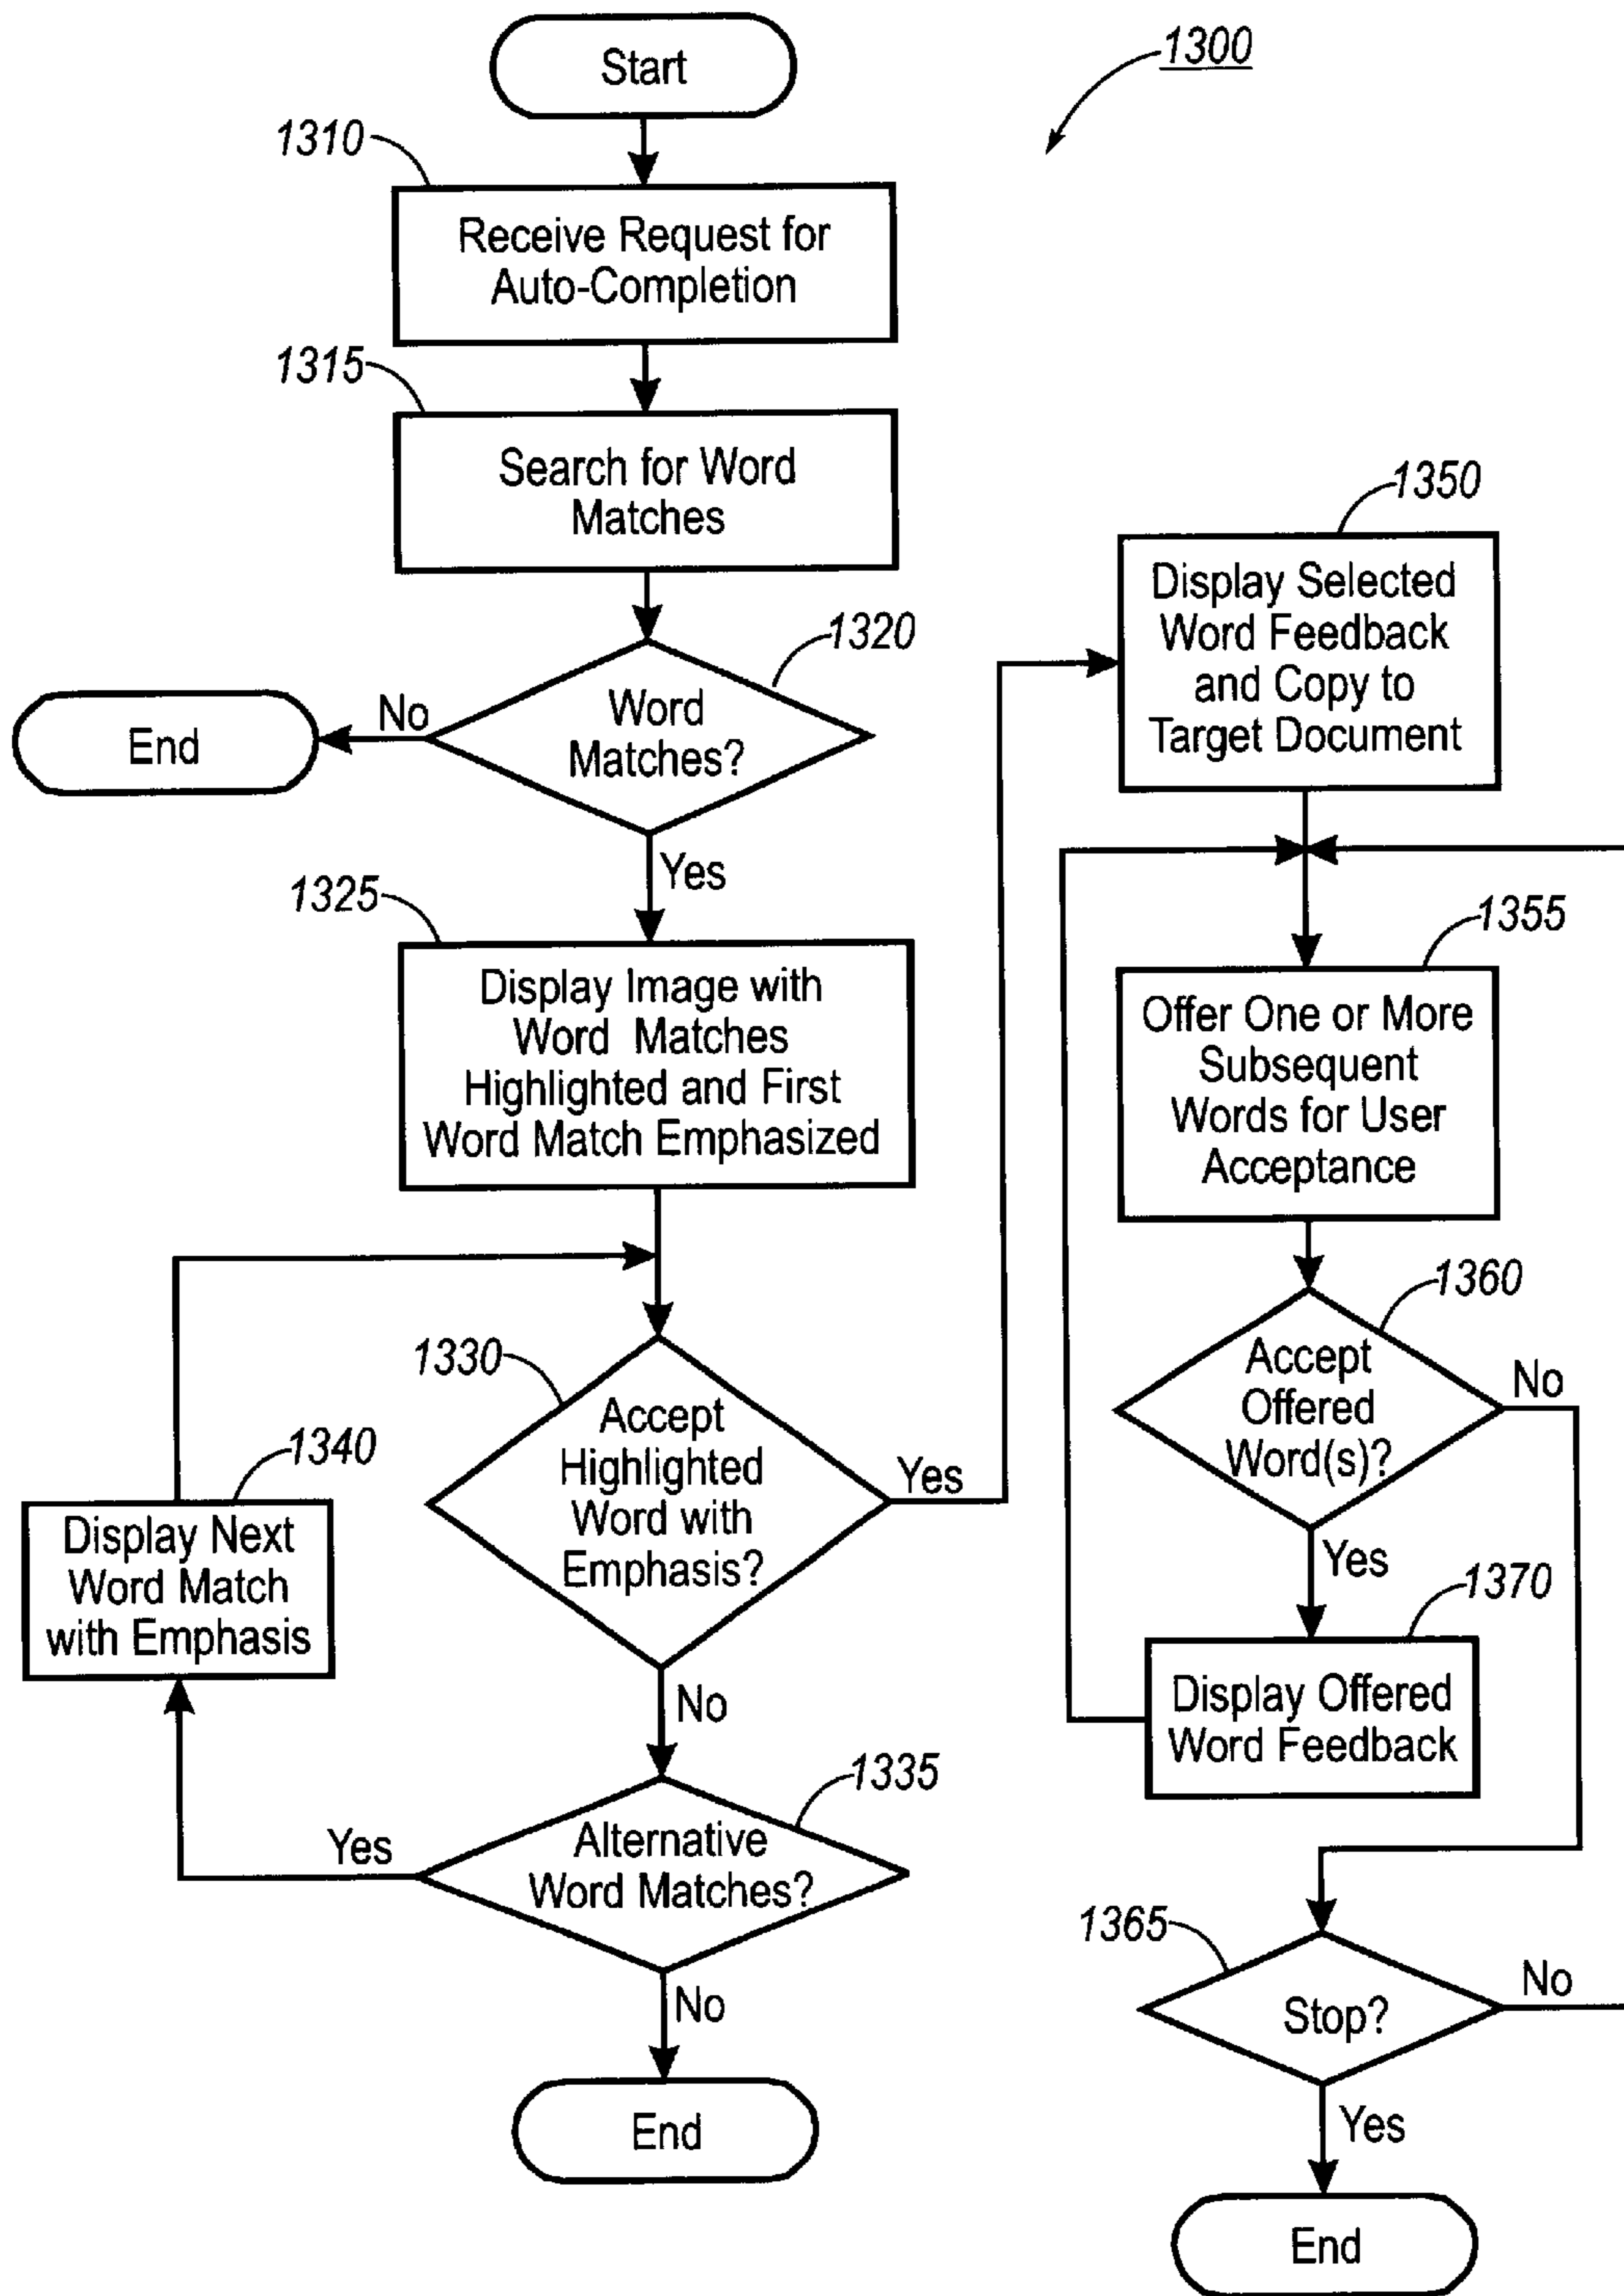 Start
1300
1310
Receive Request for
Auto-Completion
1315
Search for Word
Matches
1320
Word
Matches?
No
End
Yes
1325
Display Image with
Word Matches
Highlighted and First
Word Match Emphasized
1330
Accept
Highlighted
Word with
Emphasis?
Yes
1340
Display Next
Word Match
with Emphasis
No
1335
Alternative
Word Matches?
Yes
No
End
1350
Display Selected
Word Feedback
and Copy to
Target Document
1355
Offer One or More
Subsequent
Words for User
Acceptance
1360
Accept
Offered
Word(s)?
No
Yes
1370
Display Offered
Word Feedback
1365
Stop?
No
Yes
End